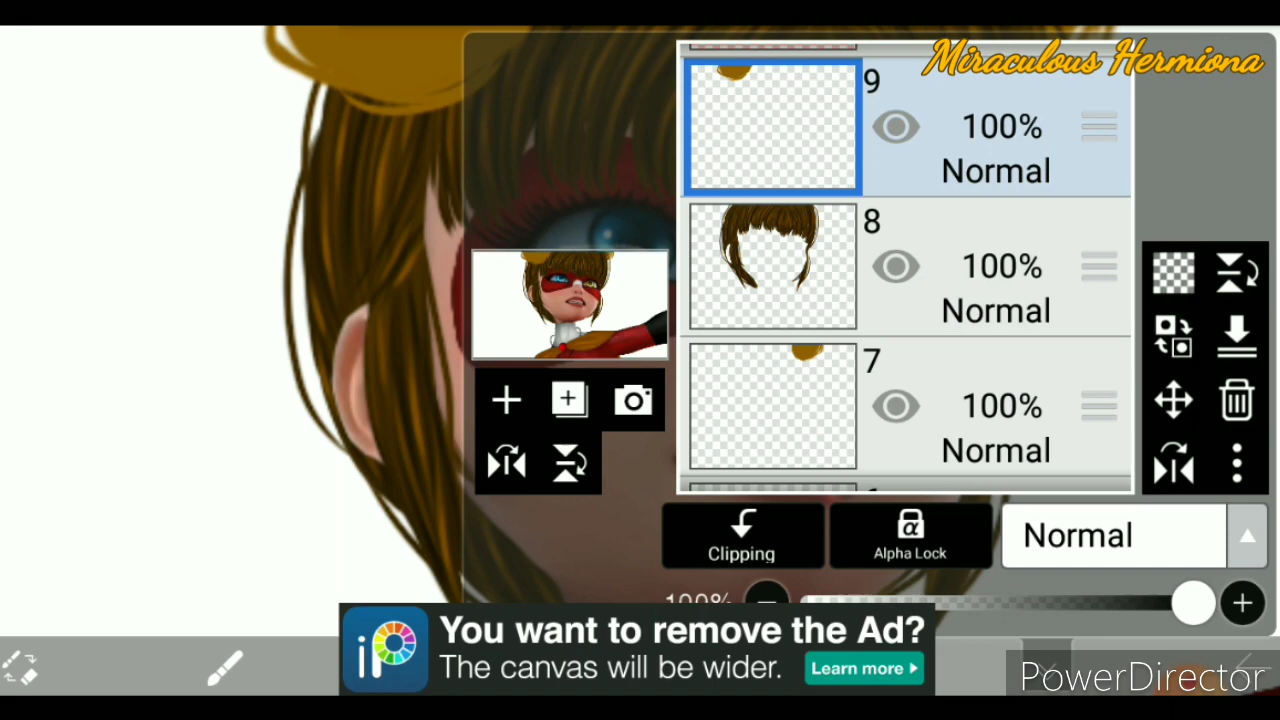 Miraculous Hermiona
9
100%
Normal
8
100%
Normal
7
100%
Normal
Clipping
Alpha Lock
Normal
100%
You want to remove the Ad?
The canvas will be wider.
Learn more
PowerDirector